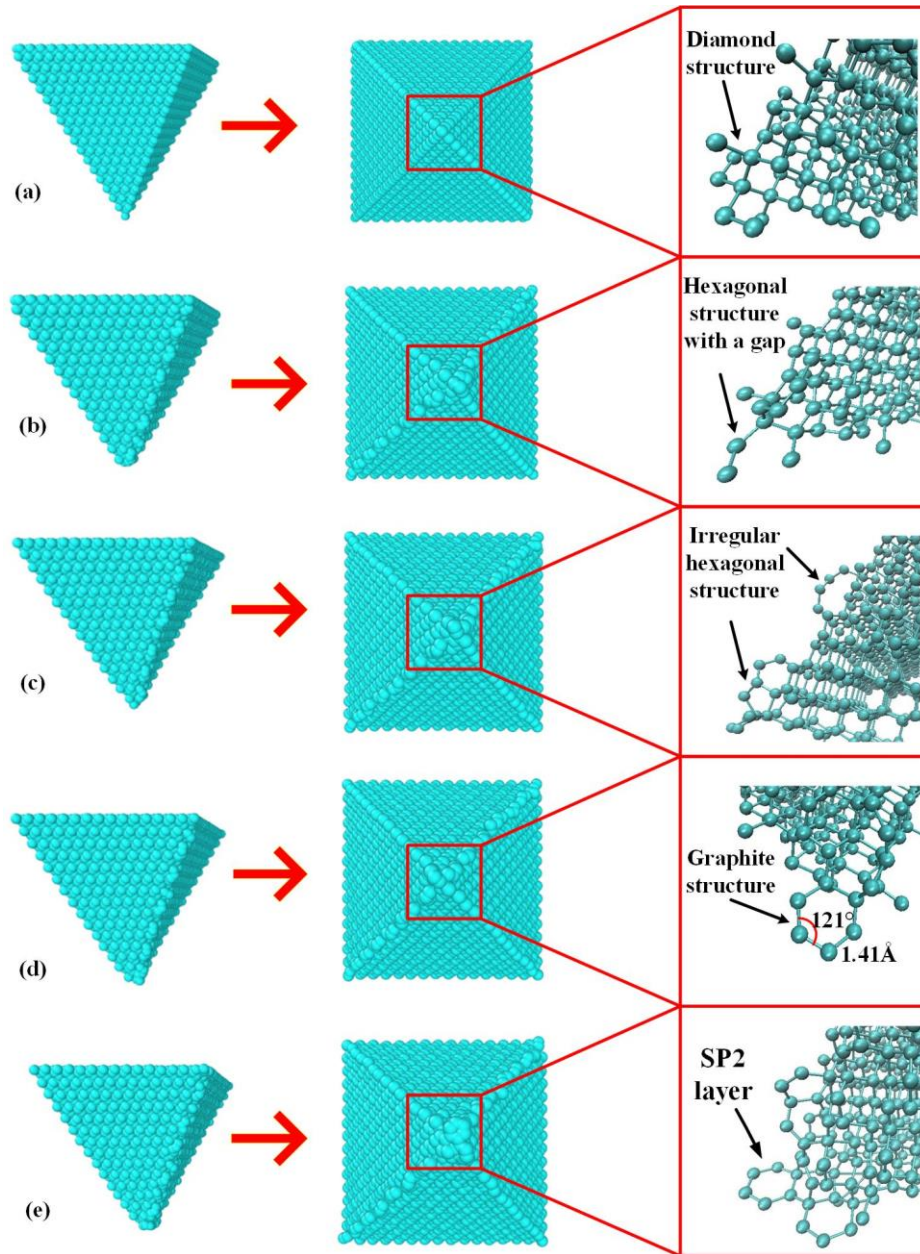 Diamond
structure
(a)
Hexagonal
structure
with a gap
(b)
Irregular
hexagonal
structure
(c)
Graphite
structure
121°
1.41Å
(d)
SP2
layer
(e)